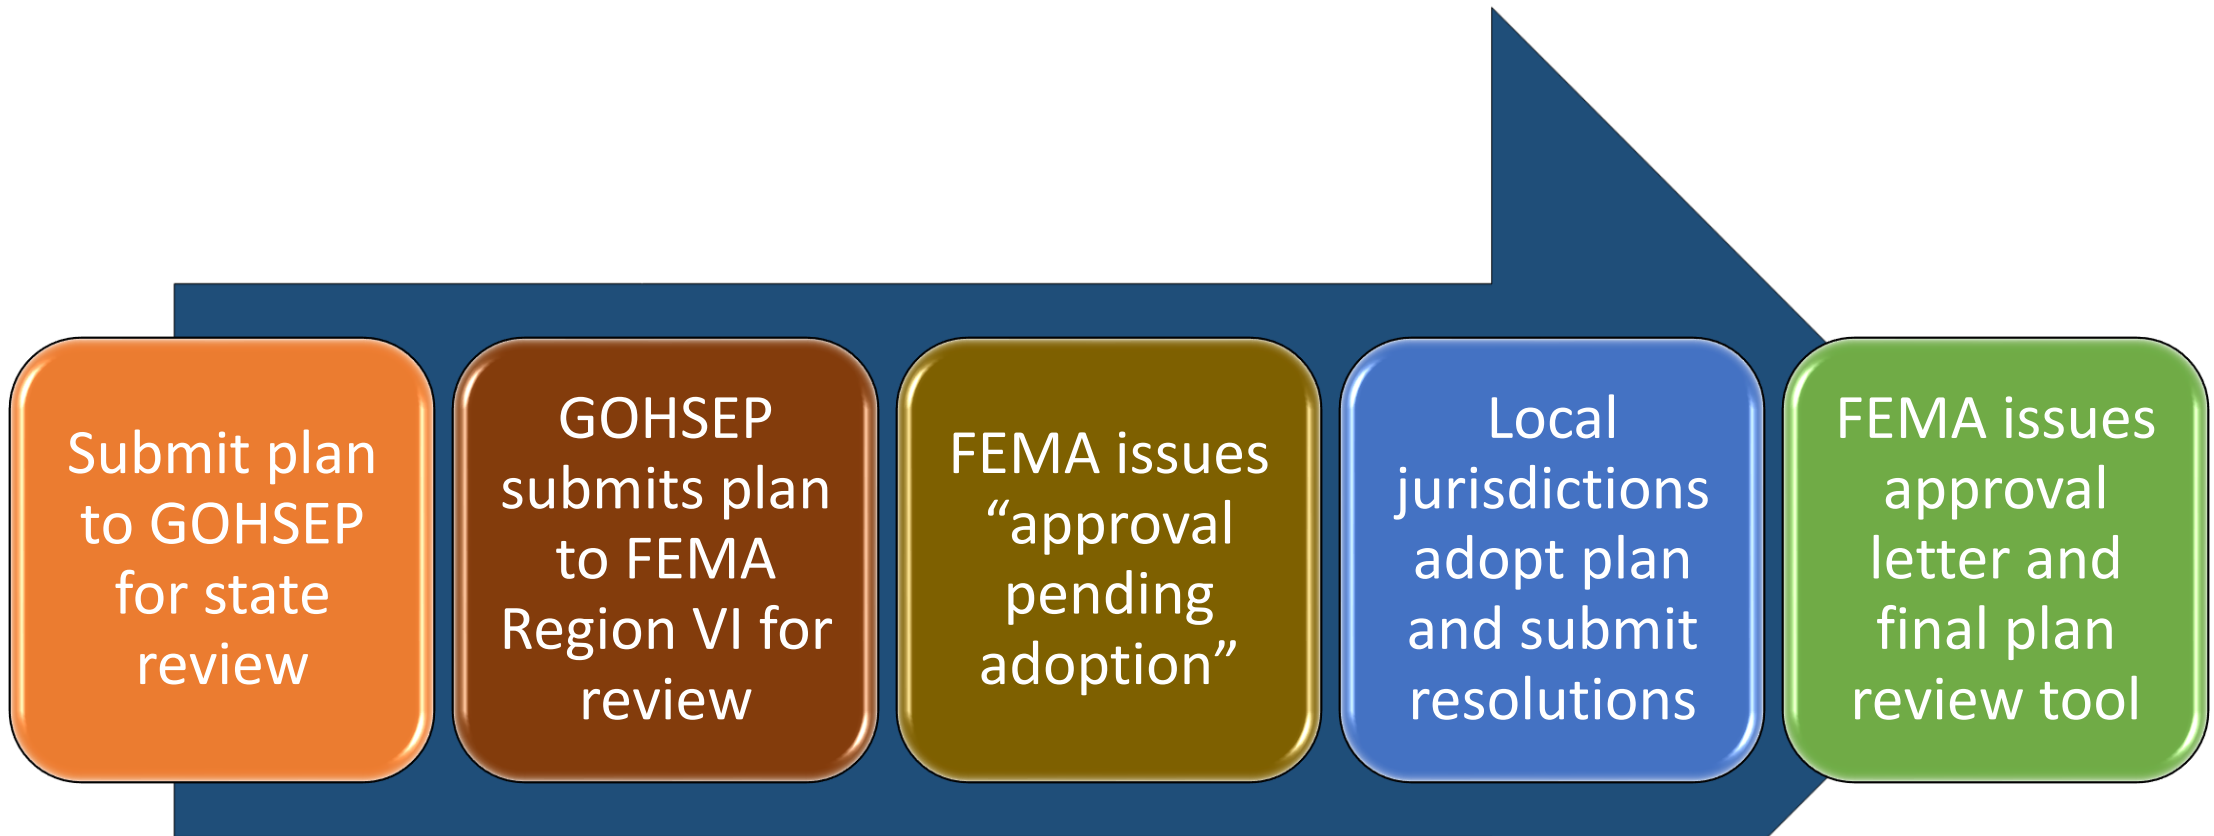 Submit plan
to GOHSEP
for state
review
GOHSEP
submits plan
to FEMA
Region VI for
review
FEMA issues
“approval
pending
adoption”
Local
jurisdictions
adopt plan
and submit
resolutions
FEMA issues
approval
letter and
final plan
review tool